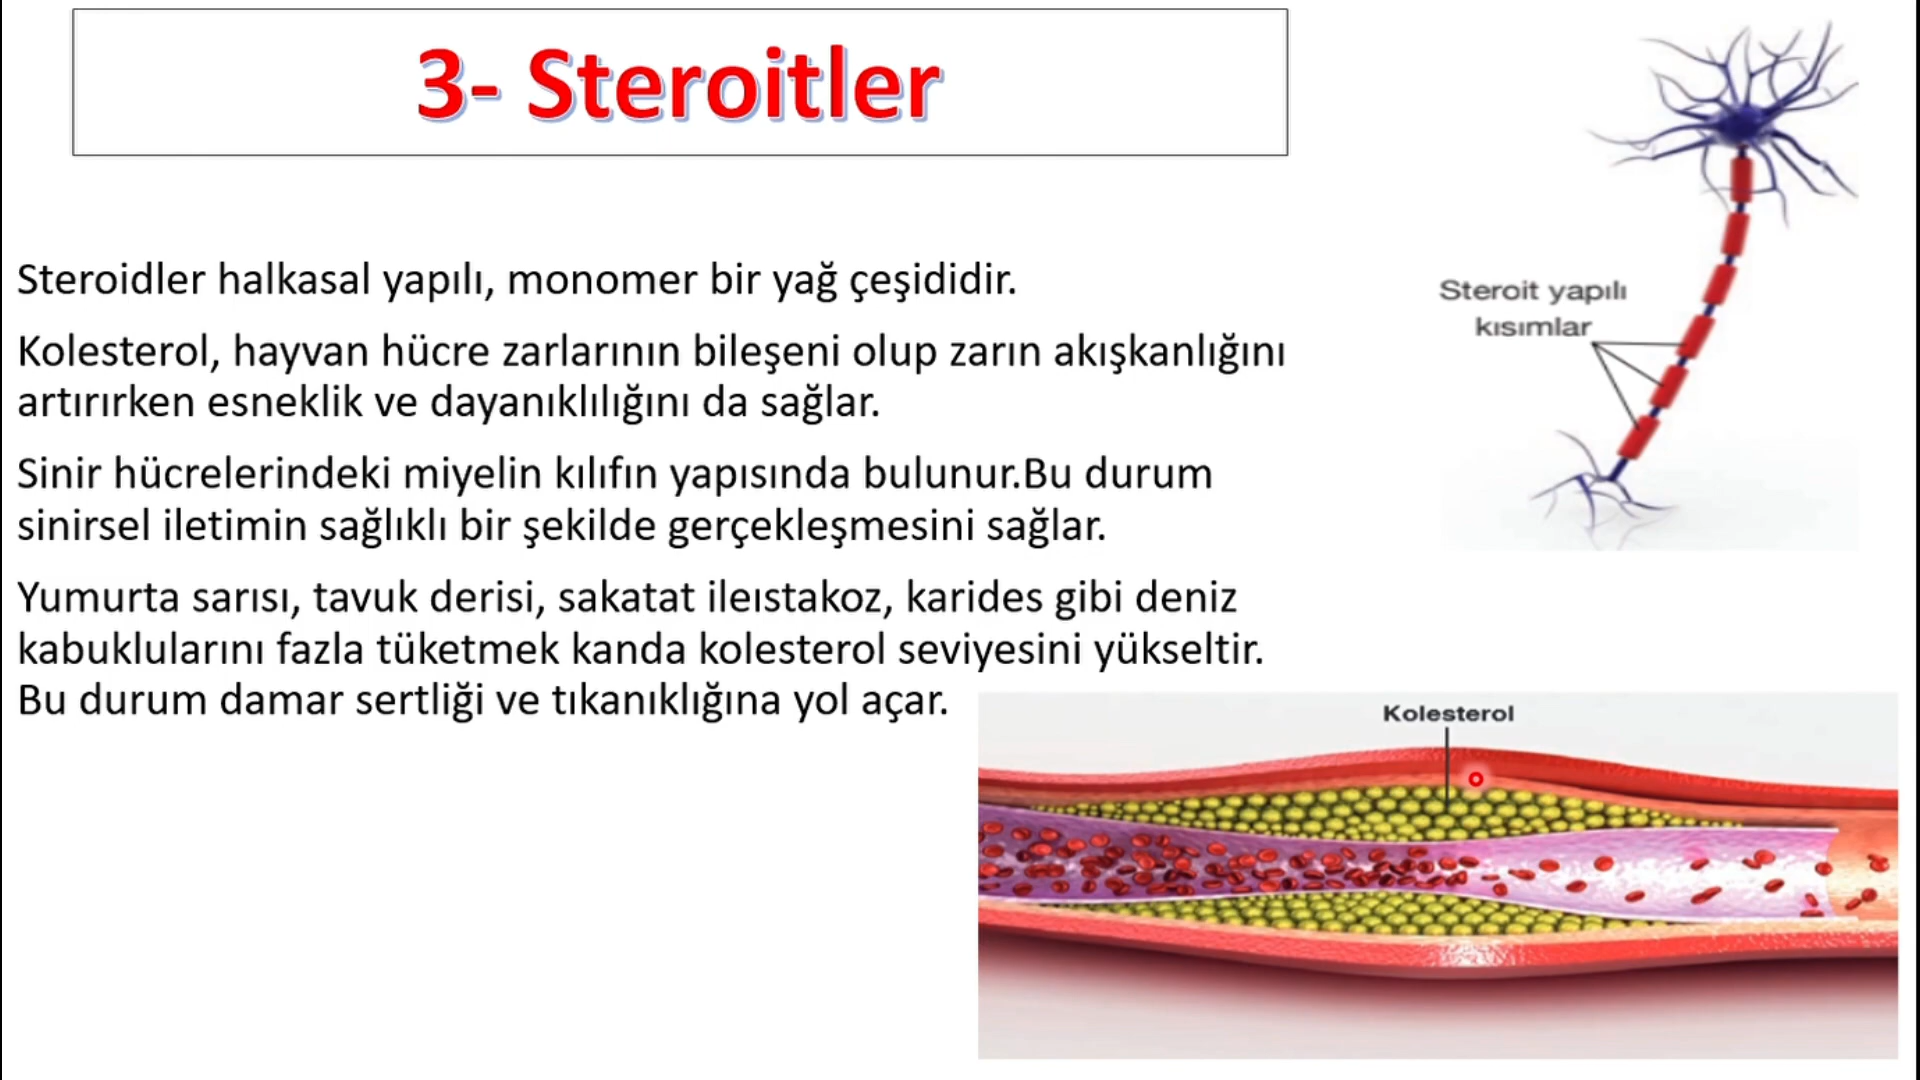 3- Steroitler
Steroidler halkasal yapılı, monomer bir yağ çeşididir.
Kolesterol, hayvan hücre zarlarının bileşeni olup zarın akışkanlığını
artırırken esneklik ve dayanıklılığını da sağlar.
Sinir hücrelerindeki miyelin kılıfın yapısında bulunur.Bu durum
sinirsel iletimin sağlıklı bir şekilde gerçekleşmesini sağlar.
Yumurta sarısı, tavuk derisi, sakatat ileıstakoz, karides gibi deniz
kabuklularını fazla tüketmek kanda kolesterol seviyesini yükseltir.
Bu durum damar sertliği ve tıkanıklığına yol açar.
Steroit yapılı
kısımlar
Kolesterol